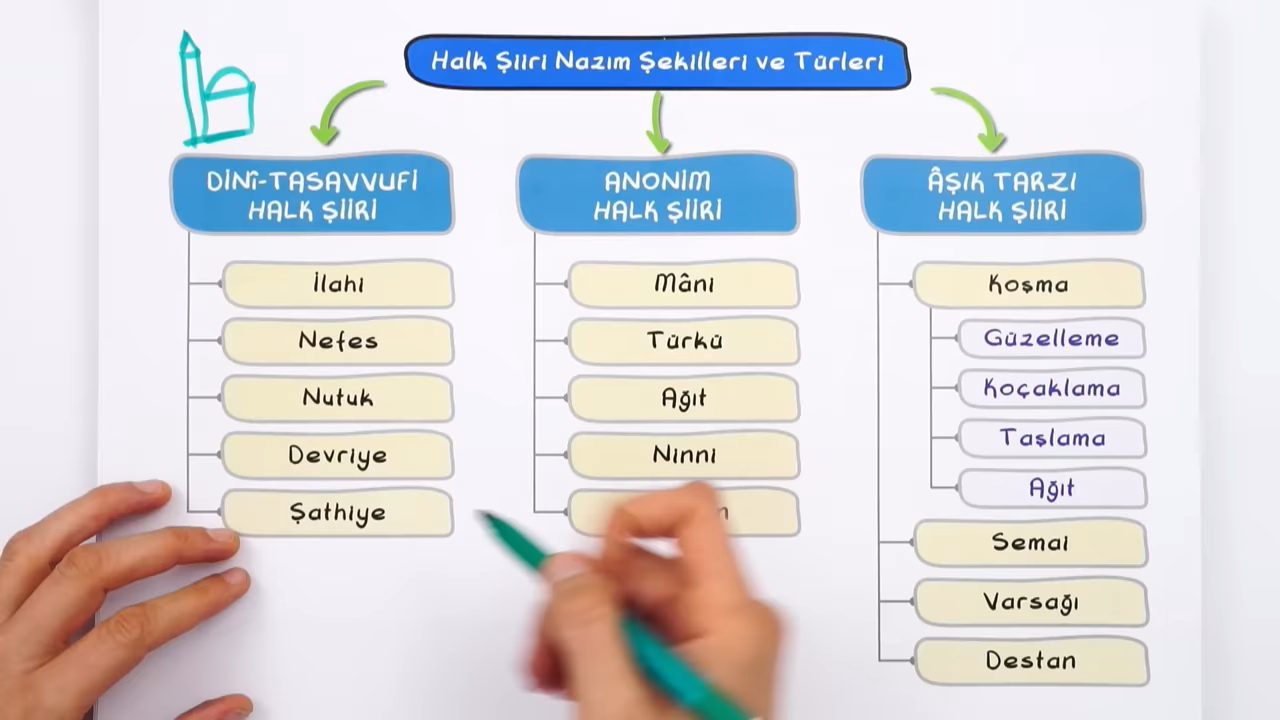 Halk Şiiri Nazım Şekilleri ve Türleri
DİNÎ-TASAVVUFİ
HALK ŞİİRİ
İlahi
Nefes
Nutuk
Devriye
Şathiye
ANONİM
HALK ŞİİRİ
Mâni
Türkü
Ağıt
Ninni
ÂŞIK TARZI
HALK ŞİİRİ
Koşma
Güzelleme
Koçaklama
Taşlama
Ağıt
Semai
Varsağı
Destan